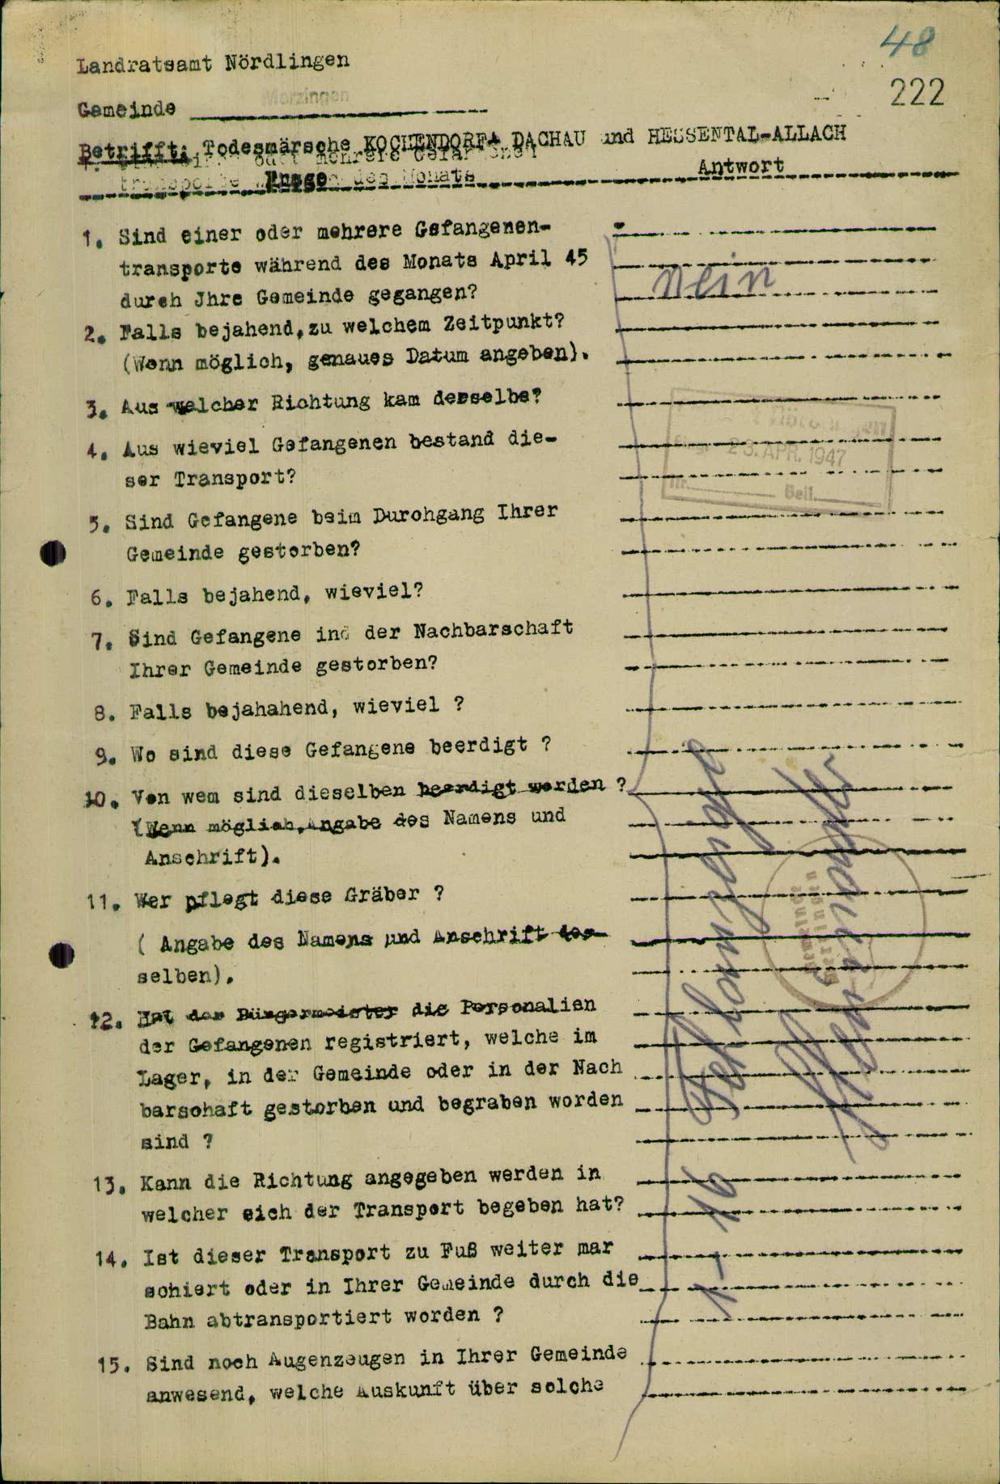 48
222
Landratsamt Nördlingen
Gemeinde Merzingen
Betrifft: Todesmärsche KOCHENDORF- DACHAU und HESSENTAL-ALLACH
Frage Antwort
1. Sind einer oder mehrere Gefangenen-
transporte während des Monats April 45
durch Jhre Gemeinde gegangen?
nein
2. Falls bejahend, zu welchem Zeitpunkt?
(Wenn möglich, genaues Datum angeben).
3. Aus welcher Richtung kam derselbe?
4. Aus wieviel Gefangenen bestand die-
ser Transport?
23. APR. 1947
Beil.
5. Sind Gefangene beim Durchgang Ihrer
Gemeinde gestorben?
6. Falls bejahend, wieviel?
7. Sind Gefangene in der Nachbarschaft
Ihrer Gemeinde gestorben?
8. Falls bejahahend, wieviel ?
9. Wo sind diese Gefangene beerdigt ?
10. Von wem sind dieselben beerdigt worden ?
(Wenn möglich, Angabe des Namens und
Anschrift).
11. Wer pflegt diese Gräber ?
( Angabe des Namens und Anschrift der-
selben).
12. Hat der Bürgermeister die Personalien
der Gefangenen registriert, welche im
Lager, in der Gemeinde oder in der Nach
barschaft gestorben und begraben worden
sind ?
13. Kann die Richtung angegeben werden in
welcher sich der Transport begeben hat?
14. Ist dieser Transport zu Fuß weiter mar
schiert oder in Ihrer Gemeinde durch die
Bahn abtransportiert worden ?
15. Sind noch Augenzeugen in Ihrer Gemeinde
anwesend, welche Auskunft über solche
1-16 Fehlanzeige